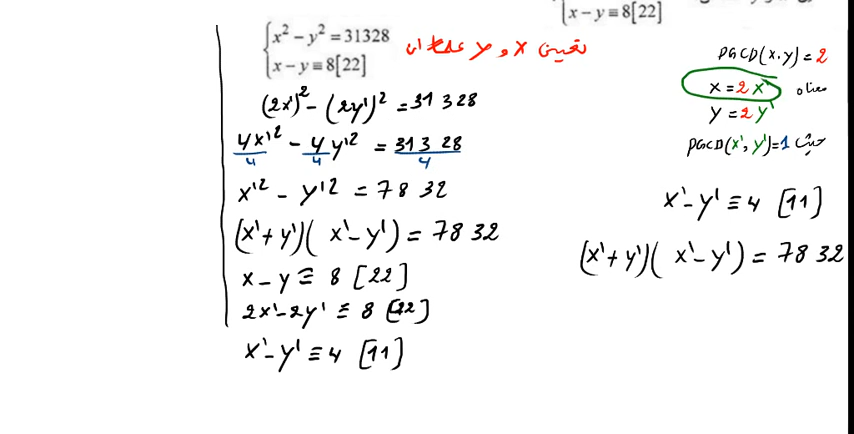 x - y ≡ 8[22]
x² - y² = 31328
x - y ≡ 8[22]
تعيين x و y علما ان
(2x')² - (2y')² = 31328
4x'²/4 - 4y'²/4 = 31328/4
x'² - y'² = 7832
(x'+y')(x'-y') = 7832
x - y ≡ 8 [22]
2x'-2y' ≡ 8 [22]
x'-y' ≡ 4 [11]
PGCD(x,y) = 2
معناه x = 2x'
y = 2y'
حيث PGCD(x', y')=1
x'-y' ≡ 4 [11]
(x'+y')(x'-y') = 7832